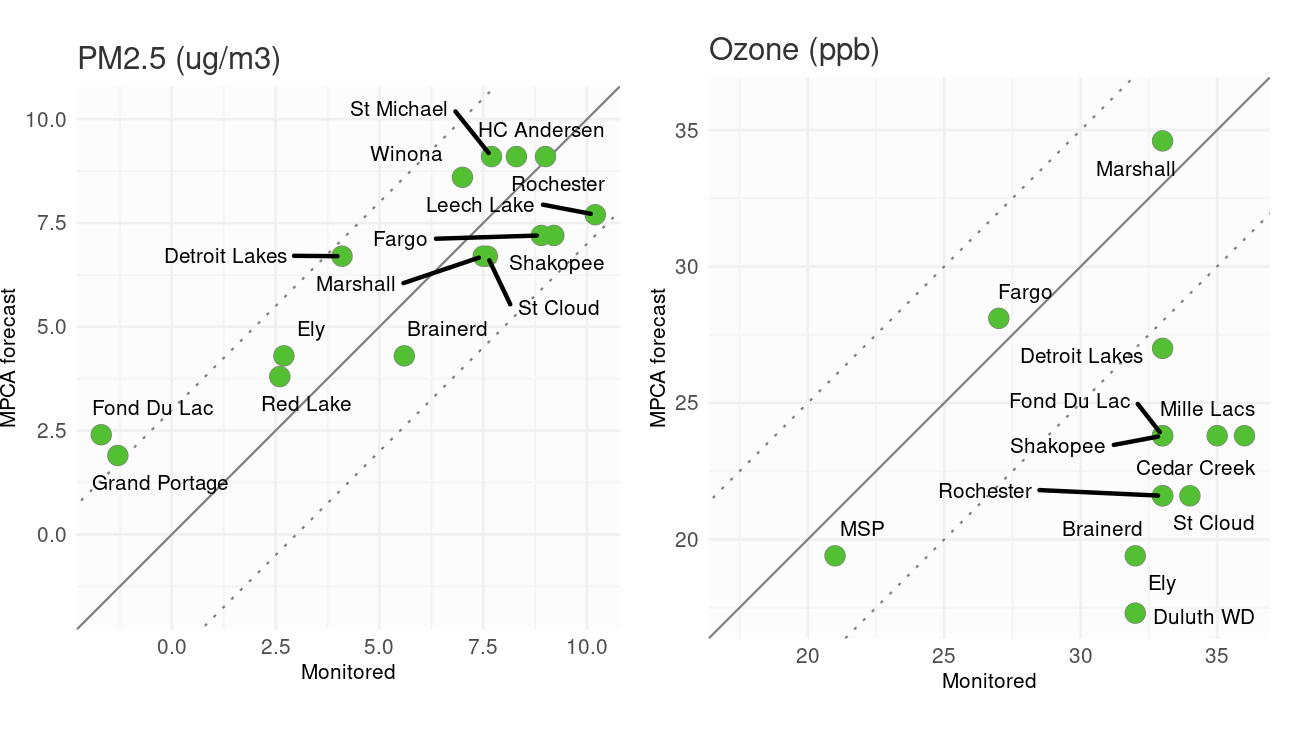 PM2.5 (ug/m3)
MPCA forecast
10.0
7.5
5.0
2.5
0.0
St Michael
HC Andersen
Winona
Rochester
Leech Lake
Fargo
Detroit Lakes
Shakopee
Marshall
St Cloud
Ely
Brainerd
Red Lake
Fond Du Lac
Grand Portage
0.0
2.5
5.0
7.5
10.0
Monitored
Ozone (ppb)
MPCA forecast
35
30
25
20
Marshall
Fargo
Detroit Lakes
Fond Du Lac
Mille Lacs
Shakopee
Cedar Creek
Rochester
St Cloud
MSP
Brainerd
Ely
Duluth WD
20
25
30
35
Monitored